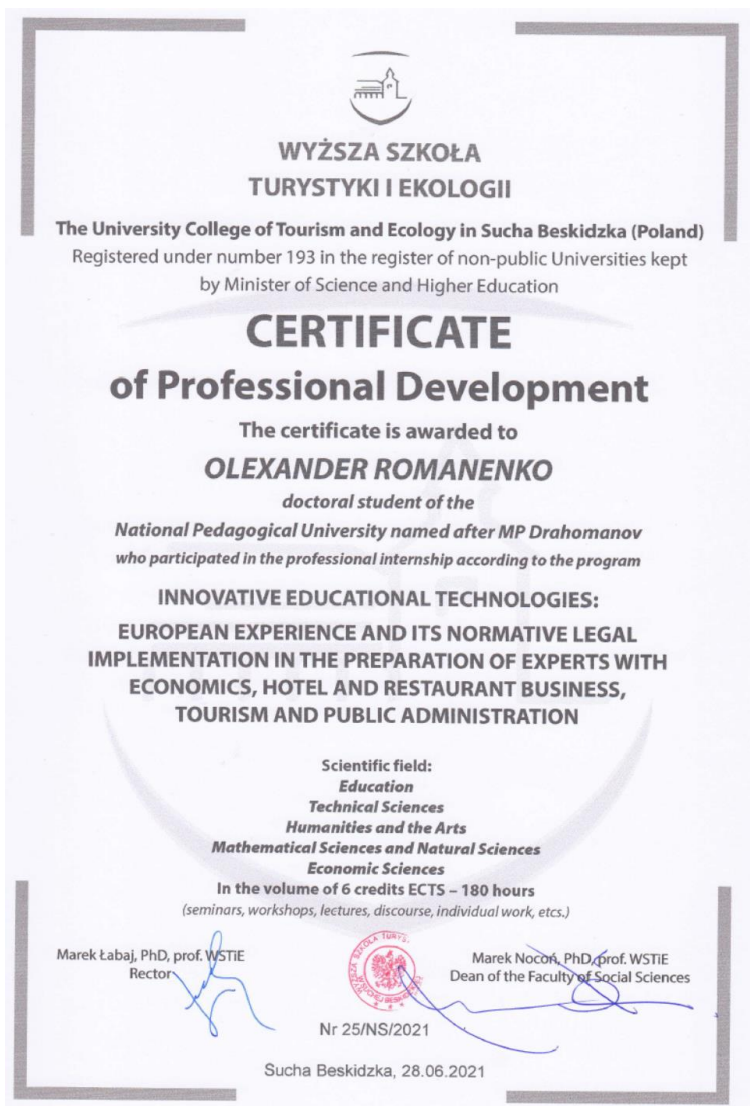 WYŻSZA SZKOŁA
TURYSTYKI I EKOLOGII
The University College of Tourism and Ecology in Sucha Beskidzka (Poland)
Registered under number 193 in the register of non-public Universities kept
by Minister of Science and Higher Education
CERTIFICATE
of Professional Development
The certificate is awarded to
OLEXANDER ROMANENKO
doctoral student of the
National Pedagogical University named after MP Drahomanov
who participated in the professional internship according to the program
INNOVATIVE EDUCATIONAL TECHNOLOGIES:
EUROPEAN EXPERIENCE AND ITS NORMATIVE LEGAL
IMPLEMENTATION IN THE PREPARATION OF EXPERTS WITH
ECONOMICS, HOTEL AND RESTAURANT BUSINESS,
TOURISM AND PUBLIC ADMINISTRATION
Scientific field:
Education
Technical Sciences
Humanities and the Arts
Mathematical Sciences and Natural Sciences
Economic Sciences
In the volume of 6 credits ECTS – 180 hours
(seminars, workshops, lectures, discourse, individual work, etcs.)
Marek Łabaj, PhD, prof. WSTiE
Rector
WYŻSZA SZKOŁA TURYS
Marek Nocoń, PhD, prof. WSTiE
Dean of the Faculty of Social Sciences
Nr 25/NS/2021
Sucha Beskidzka, 28.06.2021